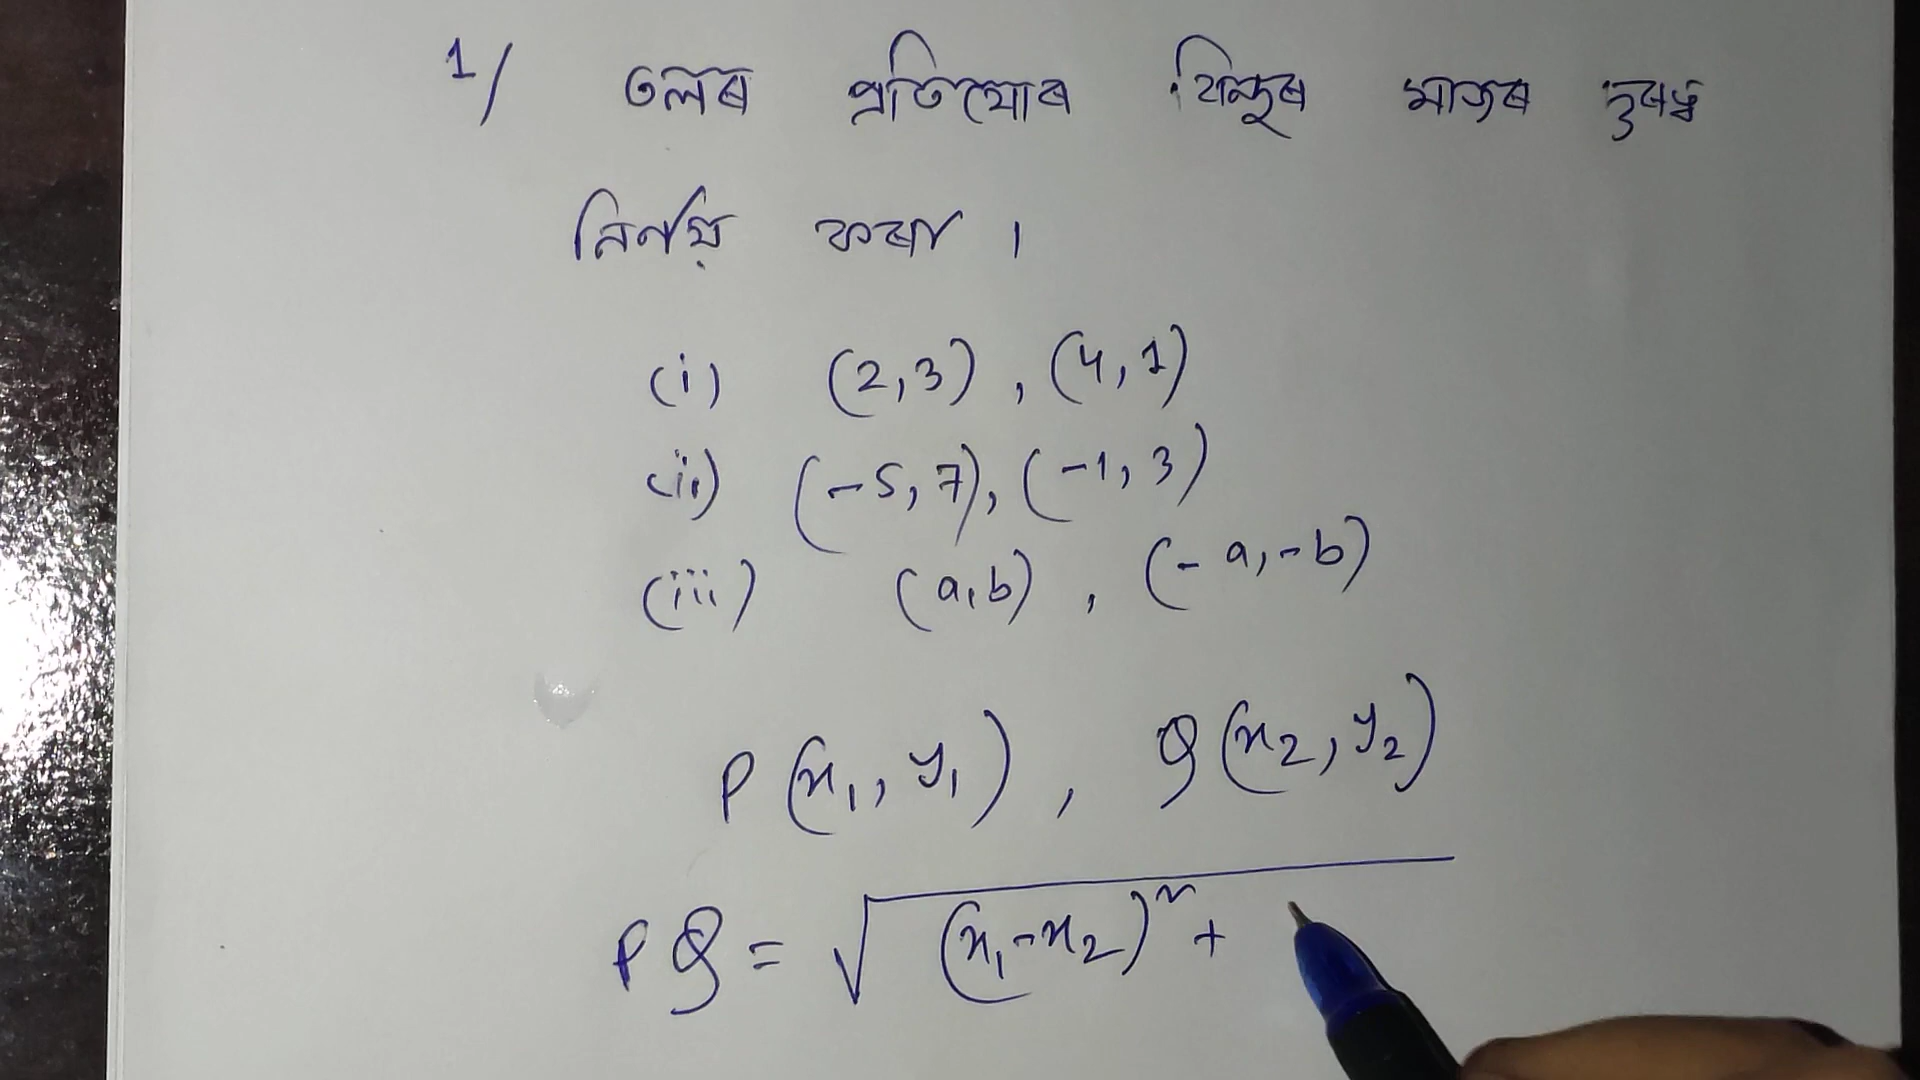 1/ তলৰ প্ৰতিযোৰ বিন্দুৰ মাজৰ দূৰত্ব
নিৰ্ণয় কৰা ।
(i) (2,3) , (4,1)
(ii) (-5,7), (-1,3)
(iii) (a,b) , (-a,-b)
P(x₁, y₁) , Q(x₂, y₂)
PQ = √(x₁-x₂)² +